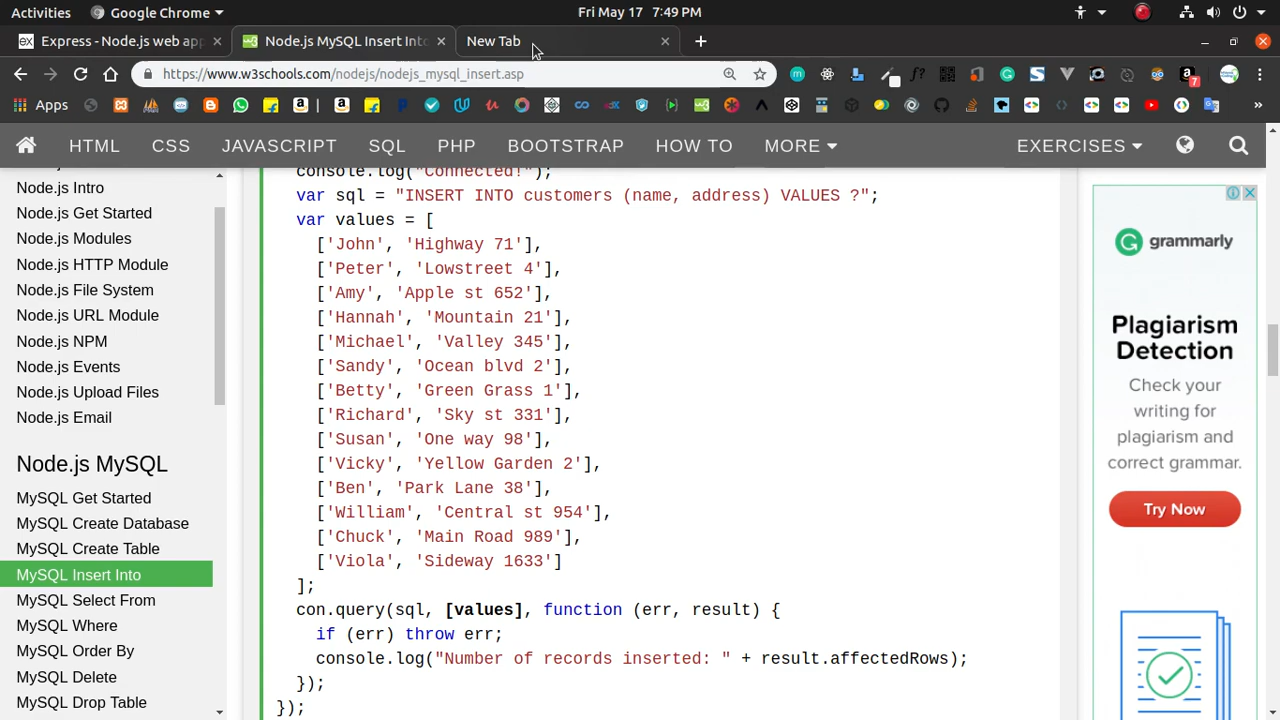 Activities Google Chrome Fri May 17 7:49 PM
Express - Node.js web app Node.js MySQL Insert Into New Tab
https://www.w3schools.com/nodejs/nodejs_mysql_insert.asp
Apps
7
HTML CSS JAVASCRIPT SQL PHP BOOTSTRAP HOW TO MORE EXERCISES
Node.js Intro
Node.js Get Started
Node.js Modules
Node.js HTTP Module
Node.js File System
Node.js URL Module
Node.js NPM
Node.js Events
Node.js Upload Files
Node.js Email
Node.js MySQL
MySQL Get Started
MySQL Create Database
MySQL Create Table
MySQL Insert Into
MySQL Select From
MySQL Where
MySQL Order By
MySQL Delete
MySQL Drop Table
console.log("Connected!");
var sql = "INSERT INTO customers (name, address) VALUES ?";
var values = [
['John', 'Highway 71'],
['Peter', 'Lowstreet 4'],
['Amy', 'Apple st 652'],
['Hannah', 'Mountain 21'],
['Michael', 'Valley 345'],
['Sandy', 'Ocean blvd 2'],
['Betty', 'Green Grass 1'],
['Richard', 'Sky st 331'],
['Susan', 'One way 98'],
['Vicky', 'Yellow Garden 2'],
['Ben', 'Park Lane 38'],
['William', 'Central st 954'],
['Chuck', 'Main Road 989'],
['Viola', 'Sideway 1633']
];
con.query(sql, [values], function (err, result) {
if (err) throw err;
console.log("Number of records inserted: " + result.affectedRows);
});
});
grammarly
Plagiarism
Detection
Check your
writing for
plagiarism and
correct grammar.
Try Now